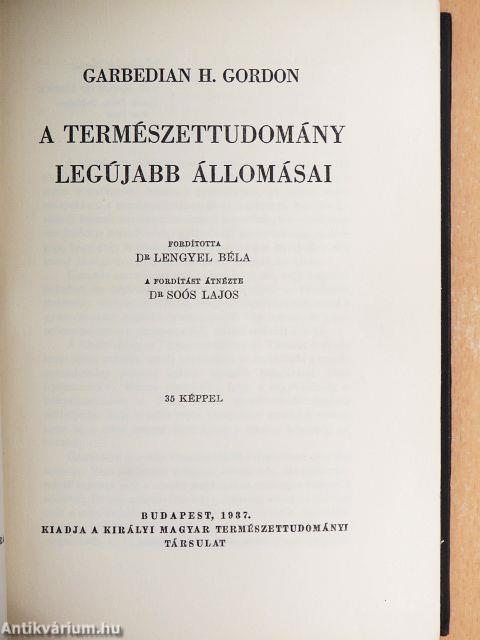 GARBEDIAN H. GORDON
A TERMÉSZETTUDOMÁNY
LEGÚJABB ÁLLOMÁSAI
FORDÍTOTTA
DR LENGYEL BÉLA
A FORDÍTÁST ÁTNÉZTE
DR SOÓS LAJOS
35 KÉPPEL
BUDAPEST, 1937.
KIADJA A KIRÁLYI MAGYAR TERMÉSZETTUDOMÁNYI
TÁRSULAT
Antikvárium.hu